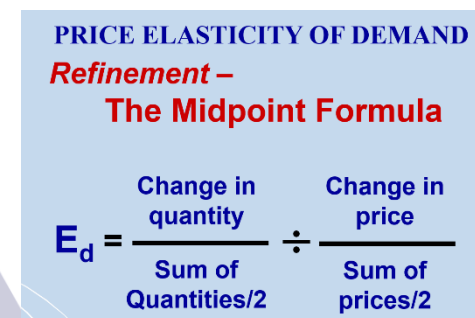 PRICE ELASTICITY OF DEMAND
Refinement –
The Midpoint Formula
Change in quantity
Change in price
E_d = ÷
Sum of Quantities/2
Sum of prices/2